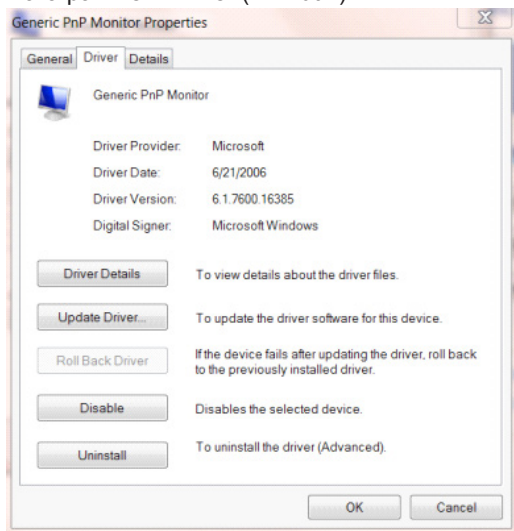 Generic PnP Monitor Properties
General Driver Details
Generic PnP Monitor
Driver Provider: Microsoft
Driver Date: 6/21/2006
Driver Version: 6.1.7600.16385
Digital Signer: Microsoft Windows
Driver Details To view details about the driver files.
Update Driver... To update the driver software for this device.
Roll Back Driver If the device fails after updating the driver, roll back
to the previously installed driver.
Disable Disables the selected device.
Uninstall To uninstall the driver (Advanced).
OK Cancel